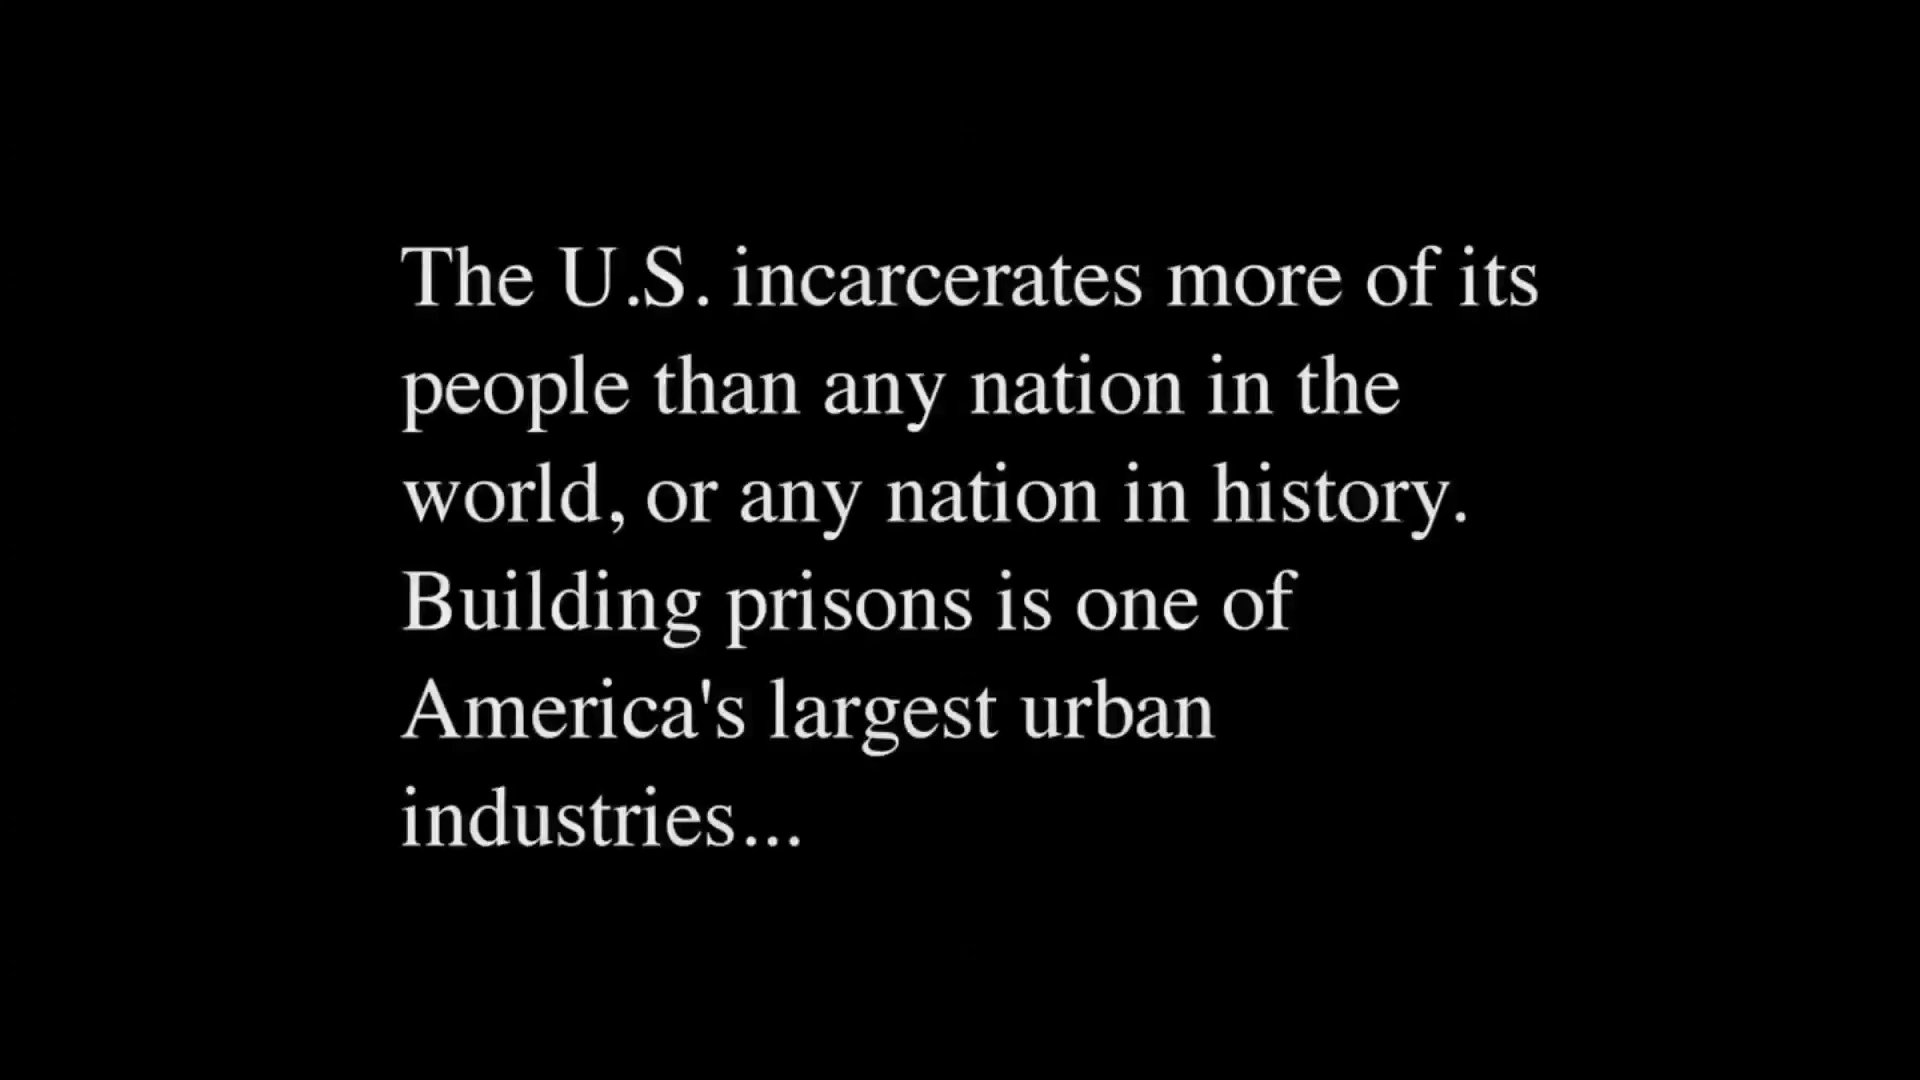 The U.S. incarcerates more of its
people than any nation in the
world, or any nation in history.
Building prisons is one of
America's largest urban
industries...